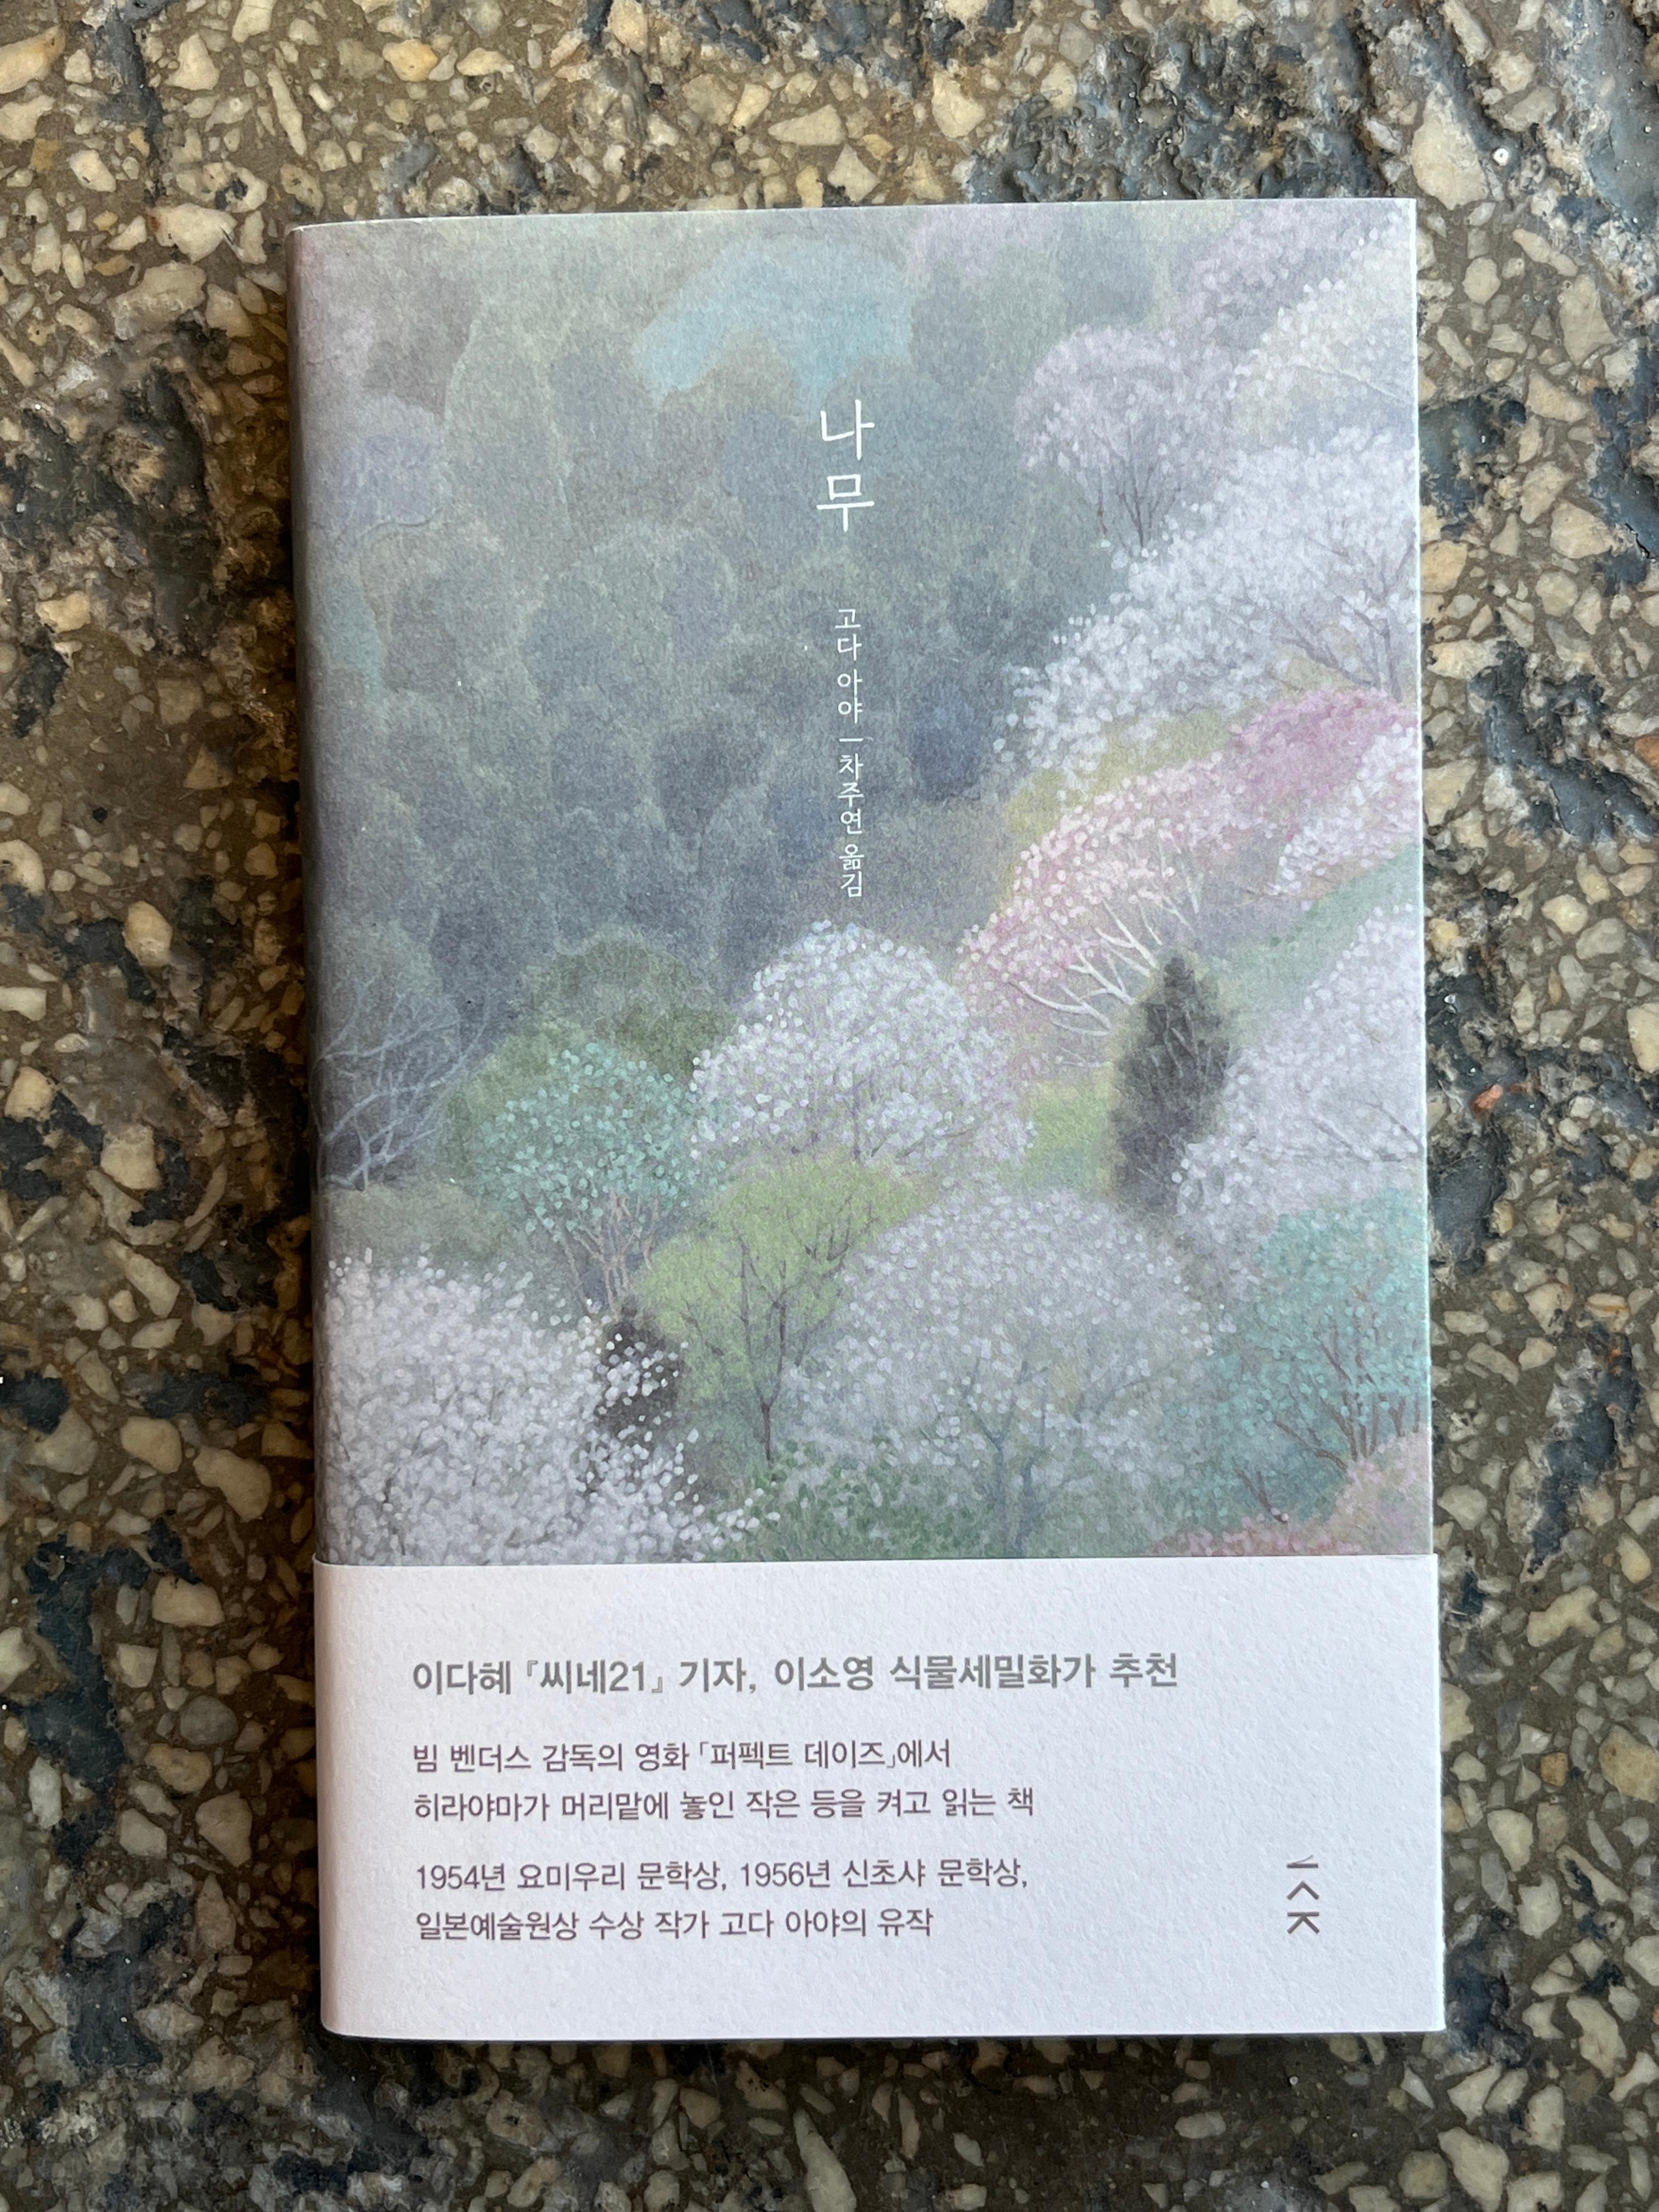 나무
고다 아야 | 차주연 옮김
이다혜 『씨네21』 기자, 이소영 식물세밀화가 추천
빔 벤더스 감독의 영화 「퍼펙트 데이즈」에서
히라야마가 머리맡에 놓인 작은 등을 켜고 읽는 책
1954년 요미우리 문학상, 1956년 신초샤 문학상,
일본예술원상 수상 작가 고다 아야의 유작